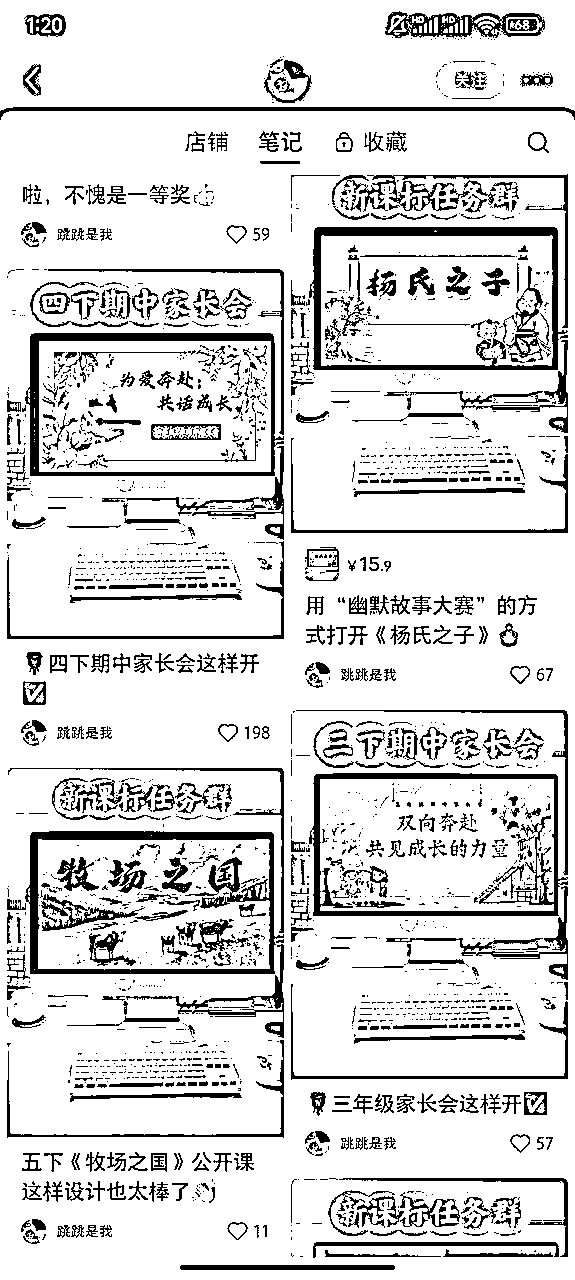 1:20
HD
HD
68
关注
店铺
笔记
收藏
啦，不愧是一等奖👍
跳跳是我
59
四下期中家长会
为爱奔赴；
共话成长
🎈四下期中家长会这样开
✅
跳跳是我
198
新课标任务群
牧场之国
五下《牧场之国》公开课
这样设计也太棒了👏
跳跳是我
11
新课标任务群
杨氏之子
¥15.9
用“幽默故事大赛”的方
式打开《杨氏之子》
跳跳是我
67
三下期中家长会
双向奔赴
共见成长的力量
🎈三年级家长会这样开✅
跳跳是我
57
新课标任务群